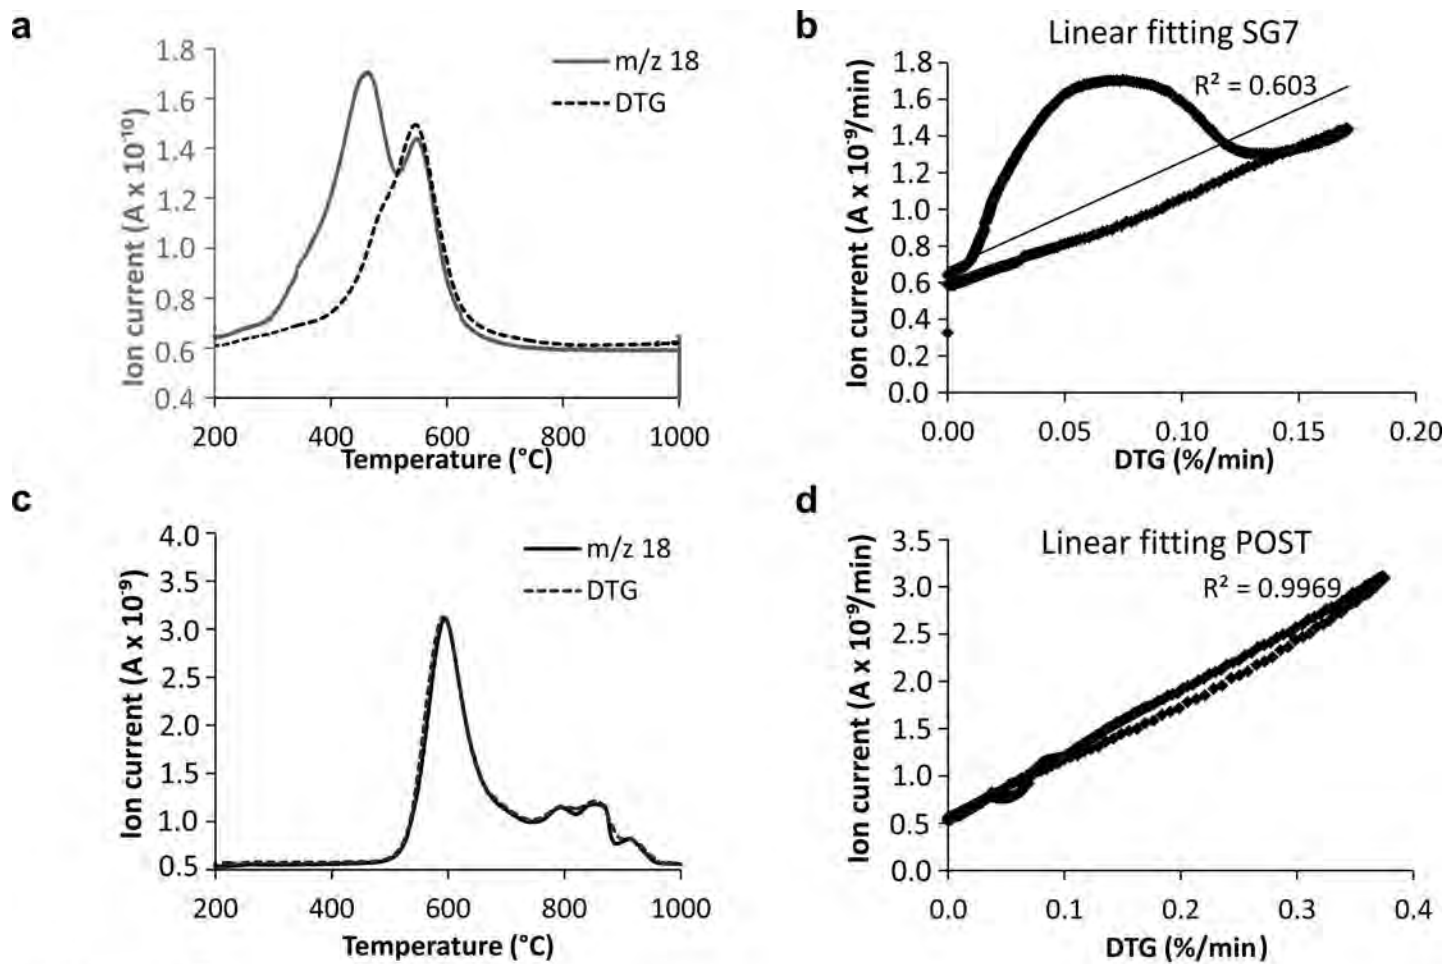 a
Ion current (A x 10⁻¹⁰)
1.8
1.6
1.4
1.2
1.0
0.8
0.6
0.4
m/z 18
DTG
200 400 600 800 1000
Temperature (°C)
b
Linear fitting SG7
R² = 0.603
Ion current (A x 10⁻⁹/min)
1.8
1.6
1.4
1.2
1.0
0.8
0.6
0.4
0.2
0.0
0.00 0.05 0.10 0.15 0.20
DTG (%/min)
c
Ion current (A x 10⁻⁹)
4.0
3.5
3.0
2.5
2.0
1.5
1.0
0.5
m/z 18
DTG
200 400 600 800 1000
Temperature (°C)
d
Linear fitting POST
R² = 0.9969
Ion current (A x 10⁻⁹/min)
3.5
3.0
2.5
2.0
1.5
1.0
0.5
0.0
0.0 0.1 0.2 0.3 0.4
DTG (%/min)